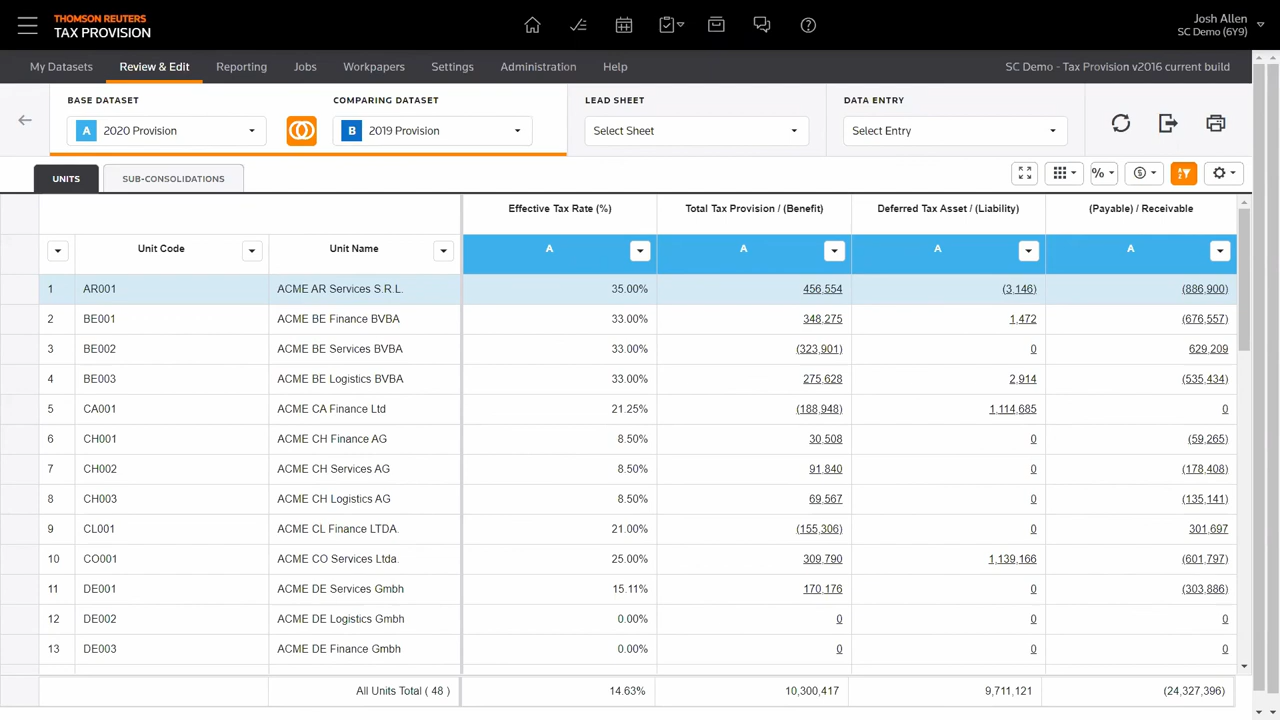 THOMSON REUTERS
TAX PROVISION
Josh Allen
SC Demo (6Y9)
My Datasets Review & Edit Reporting Jobs Workpapers Settings Administration Help SC Demo - Tax Provision v2016 current build
BASE DATASET COMPARING DATASET LEAD SHEET DATA ENTRY
A 2020 Provision B 2019 Provision Select Sheet Select Entry
UNITS SUB-CONSOLIDATIONS %
Effective Tax Rate (%) Total Tax Provision / (Benefit) Deferred Tax Asset / (Liability) (Payable) / Receivable
Unit Code Unit Name A A A A
1 AR001 ACME AR Services S.R.L. 35.00% 456,554 (3,146) (886,900)
2 BE001 ACME BE Finance BVBA 33.00% 348,275 1,472 (676,557)
3 BE002 ACME BE Services BVBA 33.00% (323,901) 0 629,209
4 BE003 ACME BE Logistics BVBA 33.00% 275,628 2,914 (535,434)
5 CA001 ACME CA Finance Ltd 21.25% (188,948) 1,114,685 0
6 CH001 ACME CH Finance AG 8.50% 30,508 0 (59,265)
7 CH002 ACME CH Services AG 8.50% 91,840 0 (178,408)
8 CH003 ACME CH Logistics AG 8.50% 69,567 0 (135,141)
9 CL001 ACME CL Finance LTDA. 21.00% (155,306) 0 301,697
10 CO001 ACME CO Services Ltda. 25.00% 309,790 1,139,166 (601,797)
11 DE001 ACME DE Services Gmbh 15.11% 170,176 0 (303,886)
12 DE002 ACME DE Logistics Gmbh 0.00% 0 0 0
13 DE003 ACME DE Finance Gmbh 0.00% 0 0 0
All Units Total ( 48 ) 14.63% 10,300,417 9,711,121 (24,327,396)